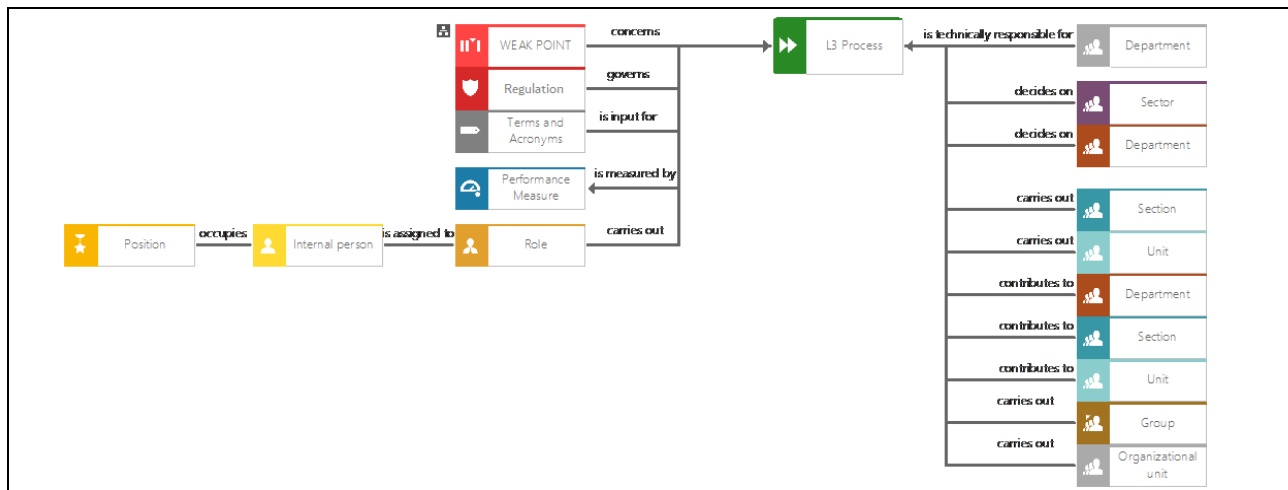 WEAK POINT
concerns
L3 Process
is technically responsible for
Department
Regulation
governs
decides on
Sector
Terms and
Acronyms
is input for
decides on
Department
Performance
Measure
is measured by
carries out
Section
Position
occupies
Internal person
is assigned to
Role
carries out
carries out
Unit
contributes to
Department
contributes to
Section
contributes to
Unit
carries out
Group
carries out
Organizational
unit